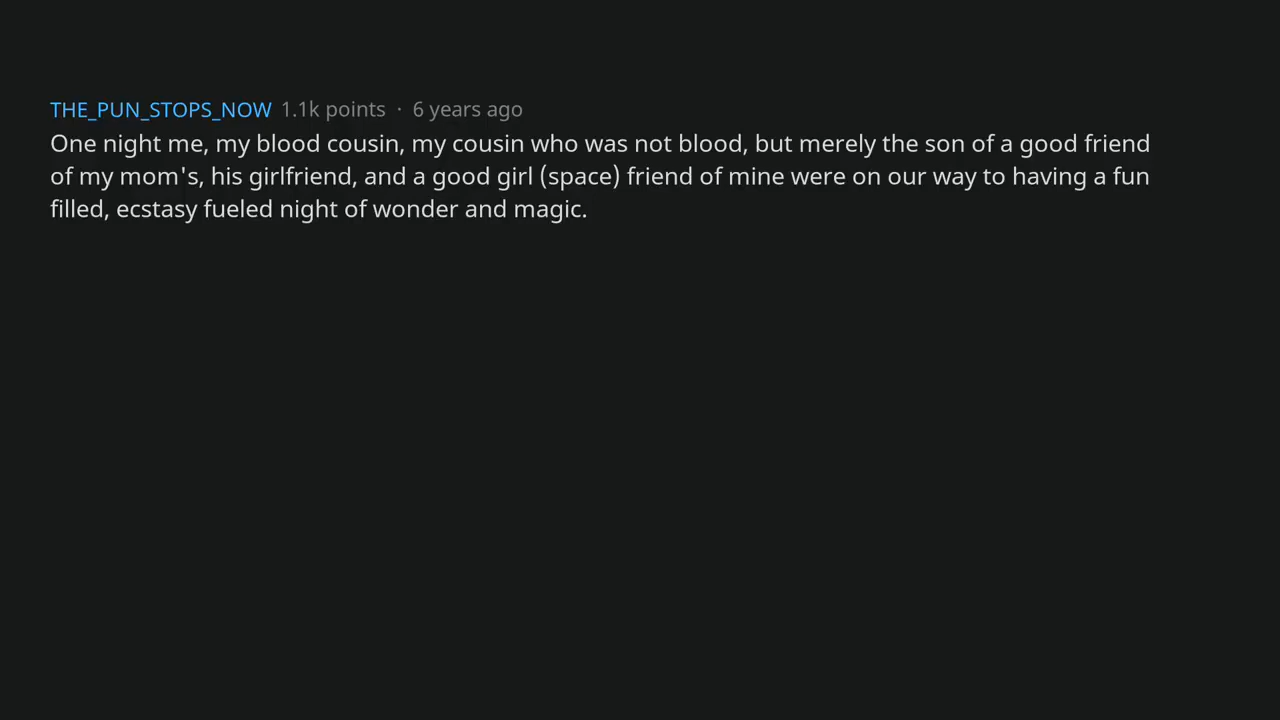 THE_PUN_STOPS_NOW 1.1k points · 6 years ago
One night me, my blood cousin, my cousin who was not blood, but merely the son of a good friend
of my mom's, his girlfriend, and a good girl (space) friend of mine were on our way to having a fun
filled, ecstasy fueled night of wonder and magic.